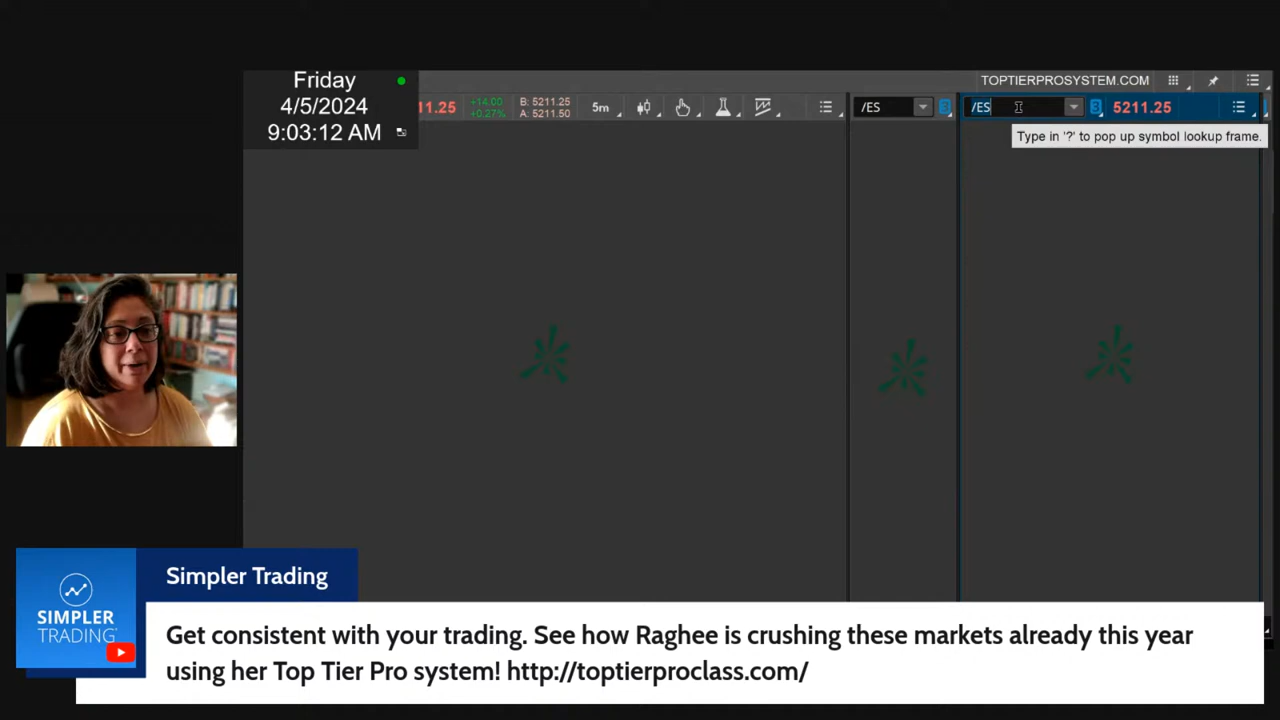 Friday
4/5/2024
9:03:12 AM
TOPTIERPROSYSTEM.COM
11.25 +14.00 +0.27% B: 5211.25 A: 5211.50 5m /ES 3 /ES 3 5211.25
Type in '?' to pop up symbol lookup frame.
SIMPLER
TRADING
Simpler Trading
Get consistent with your trading. See how Raghee is crushing these markets already this year
using her Top Tier Pro system! http://toptierproclass.com/